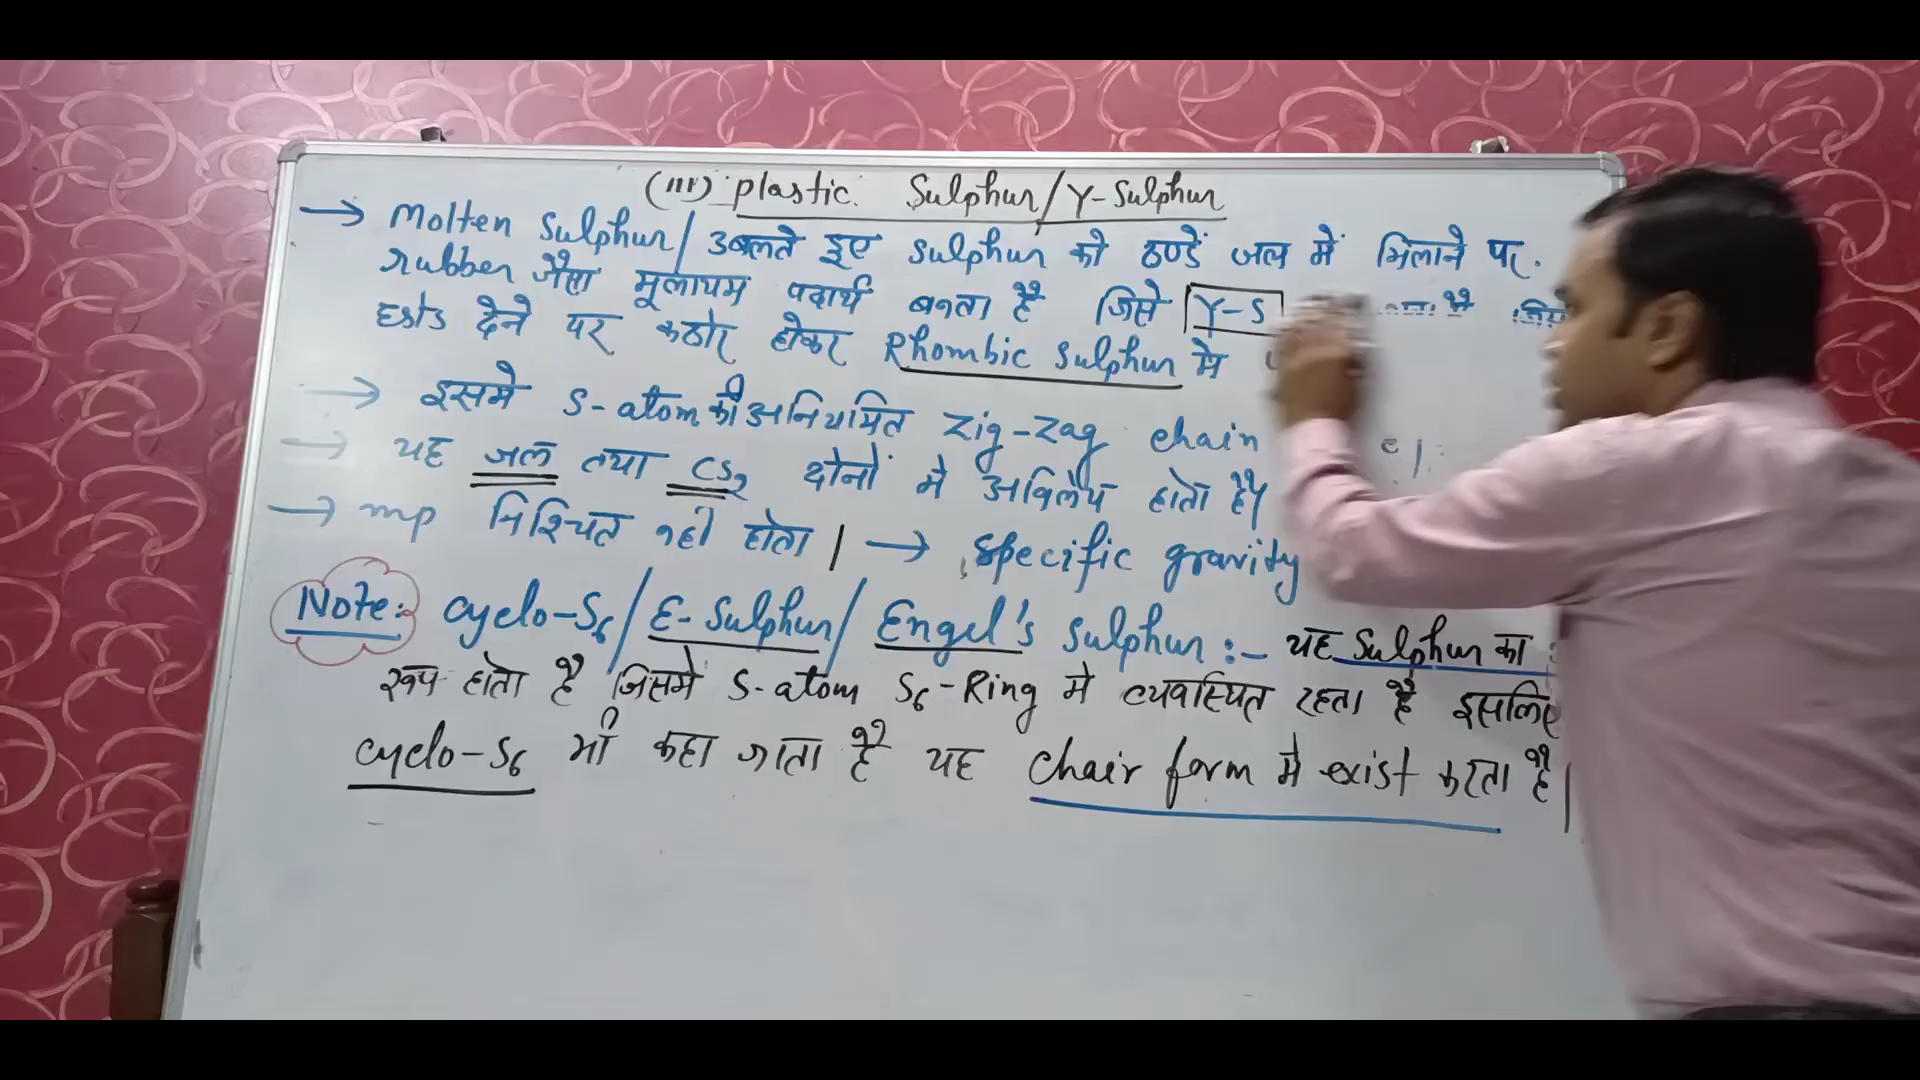 (III) plastic Sulphur/γ-Sulphur
→ Molten Sulphur/उबलते हुए Sulphur को ठण्डें जल में मिलाने पर.
rubber जैसा मूलायम पदार्थ बनता है जिसे γ-S है जिसे
देने पर कठोर होकर Rhombic Sulphur मे
→ इसमे S-atom की अनियमित Zig-Zag chain
→ यह जल तथा CS₂ दोनों मे अविलेय होता है|
→ mp निश्चित नही होता | → Specific gravity
Note: cyclo-S₆/E-Sulphur/Engel's Sulphur:- यह Sulphur का
रूप होता है जिसमे S-atom S₆-Ring मे व्यवस्थित रहता है इसलिए
cyclo-S₆ भी कहा जाता है यह chair form मे exist करता है|